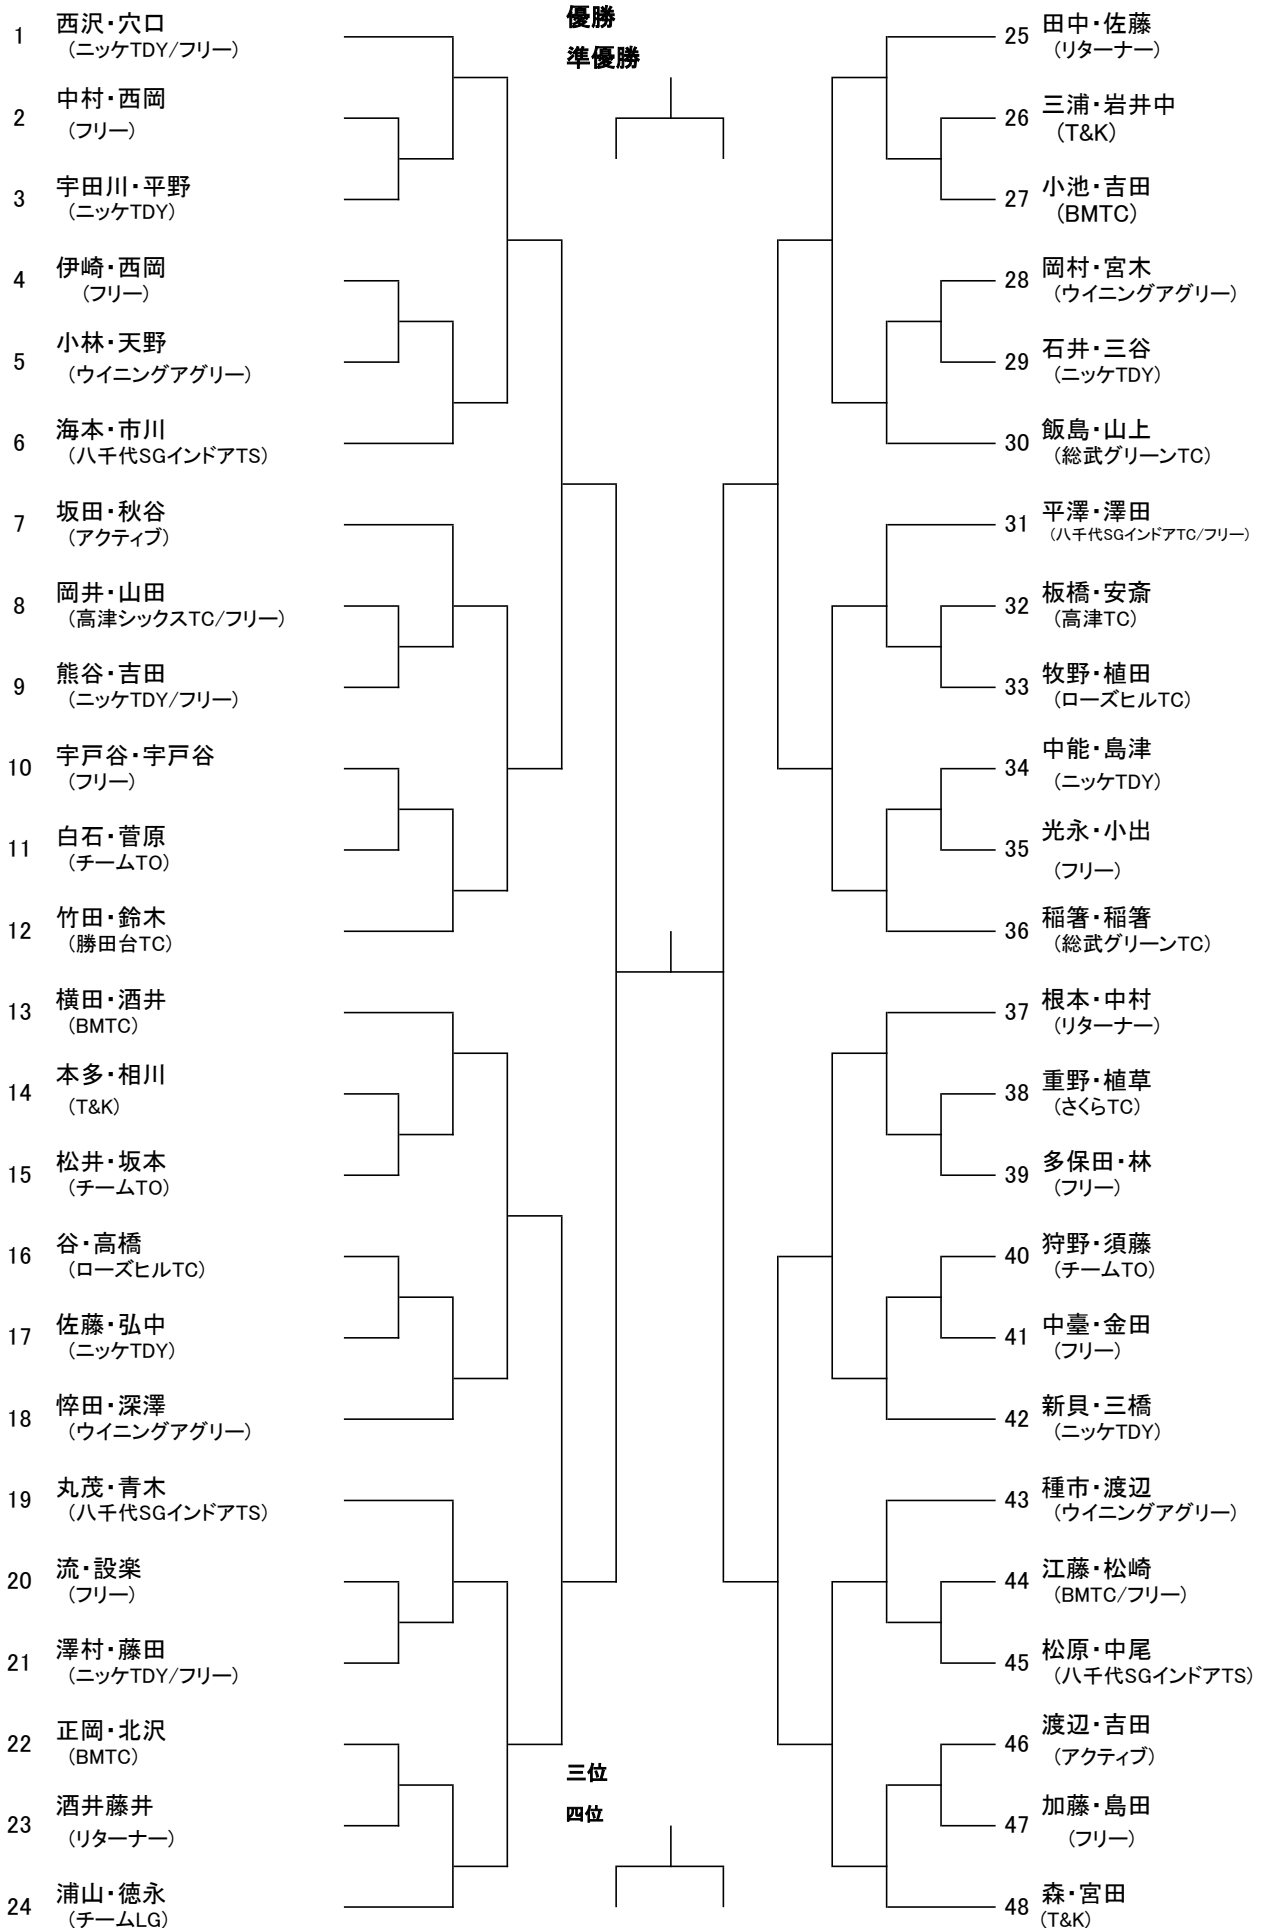 優勝
準優勝
1 西沢・穴口
(ニッケTDY/フリー)
2 中村・西岡
(フリー)
3 宇田川・平野
(ニッケTDY)
4 伊崎・西岡
(フリー)
5 小林・天野
(ウイニングアグリー)
6 海本・市川
(八千代SGインドアTS)
7 坂田・秋谷
(アクティブ)
8 岡井・山田
(高津シックスTC/フリー)
9 熊谷・吉田
(ニッケTDY/フリー)
10 宇戸谷・宇戸谷
(フリー)
11 白石・菅原
(チームTO)
12 竹田・鈴木
(勝田台TC)
13 横田・酒井
(BMTC)
14 本多・相川
(T&K)
15 松井・坂本
(チームTO)
16 谷・高橋
(ローズヒルTC)
17 佐藤・弘中
(ニッケTDY)
18 悴田・深澤
(ウイニングアグリー)
19 丸茂・青木
(八千代SGインドアTS)
20 流・設楽
(フリー)
21 澤村・藤田
(ニッケTDY/フリー)
22 正岡・北沢
(BMTC)
23 酒井藤井
(リターナー)
24 浦山・徳永
(チームLG)
25 田中・佐藤
(リターナー)
26 三浦・岩井中
(T&K)
27 小池・吉田
(BMTC)
28 岡村・宮木
(ウイニングアグリー)
29 石井・三谷
(ニッケTDY)
30 飯島・山上
(総武グリーンTC)
31 平澤・澤田
(八千代SGインドアTC/フリー)
32 板橋・安斎
(高津TC)
33 牧野・植田
(ローズヒルTC)
34 中能・島津
(ニッケTDY)
35 光永・小出
(フリー)
36 稲箸・稲箸
(総武グリーンTC)
37 根本・中村
(リターナー)
38 重野・植草
(さくらTC)
39 多保田・林
(フリー)
40 狩野・須藤
(チームTO)
41 中臺・金田
(フリー)
42 新貝・三橋
(ニッケTDY)
43 種市・渡辺
(ウイニングアグリー)
44 江藤・松崎
(BMTC/フリー)
45 松原・中尾
(八千代SGインドアTS)
46 渡辺・吉田
(アクティブ)
47 加藤・島田
(フリー)
48 森・宮田
(T&K)
三位
四位